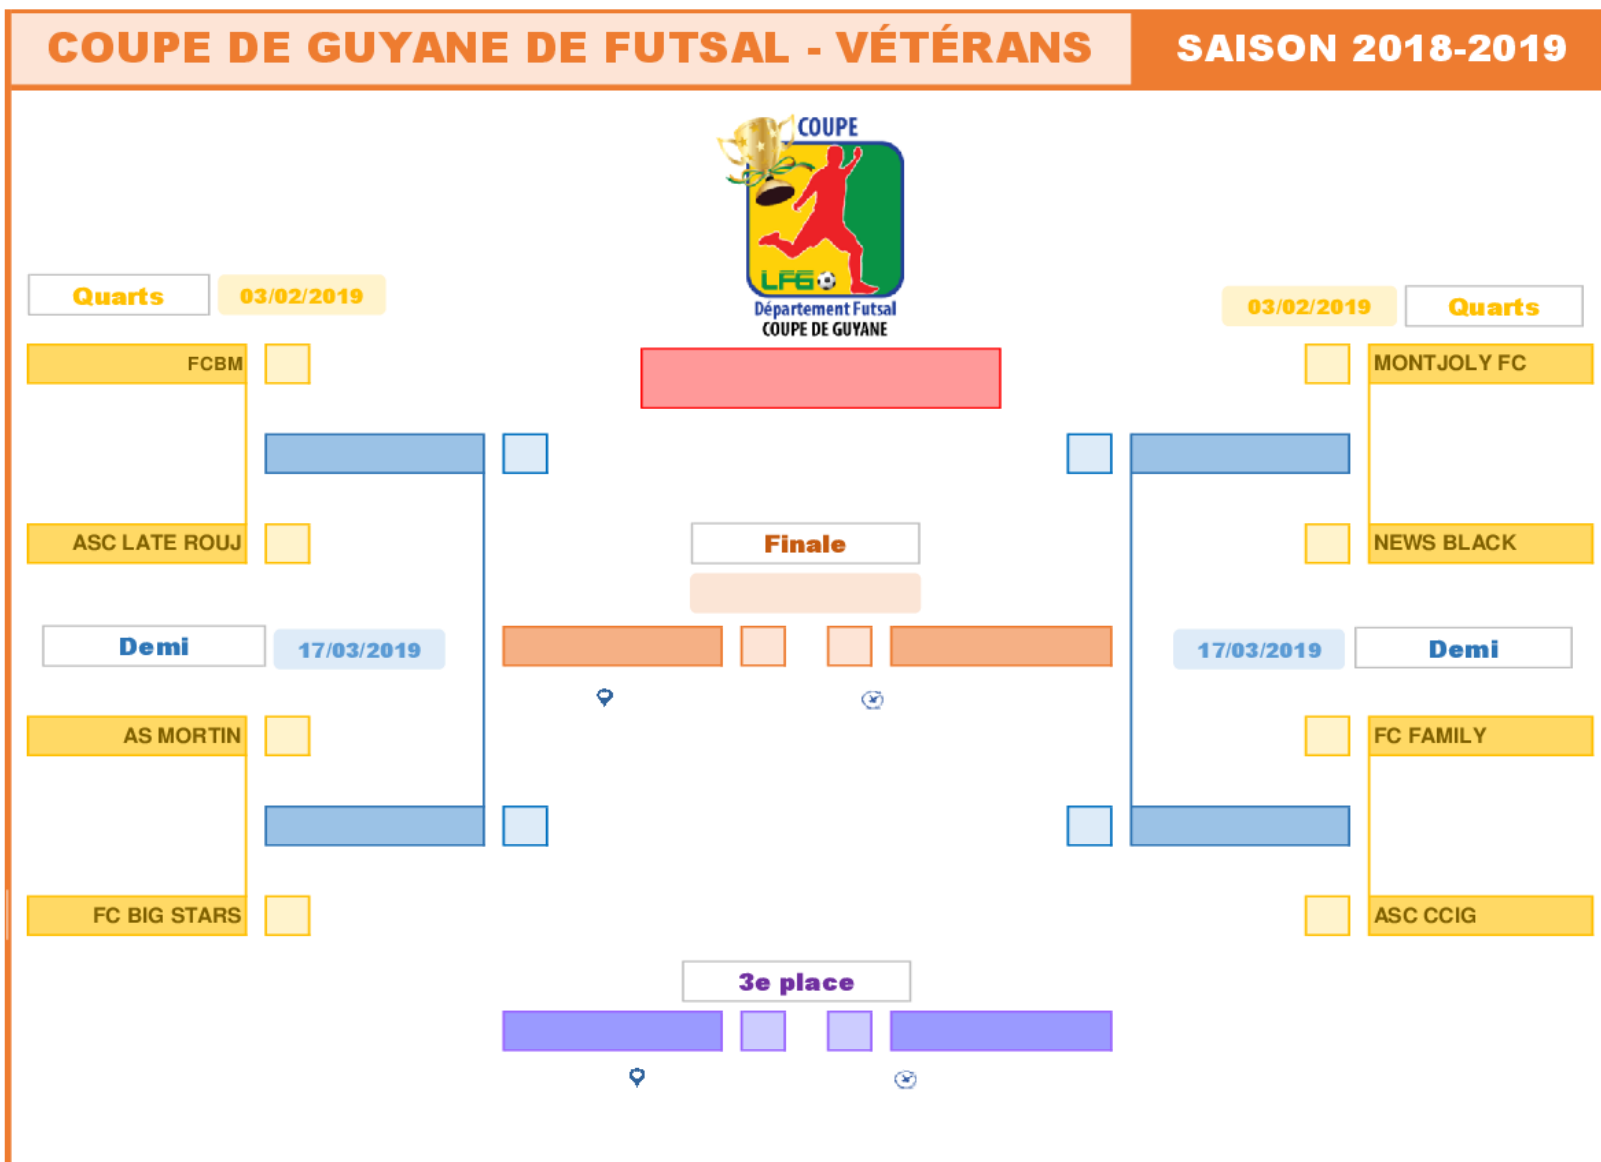 COUPE DE GUYANE DE FUTSAL - VÉTÉRANS
SAISON 2018-2019
COUPE
LFG
Département Futsal
COUPE DE GUYANE
Quarts
03/02/2019
03/02/2019
Quarts
FCBM
MONTJOLY FC
ASC LATE ROUJ
Finale
NEWS BLACK
Demi
17/03/2019
17/03/2019
Demi
AS MORTIN
FC FAMILY
FC BIG STARS
ASC CCIG
3e place